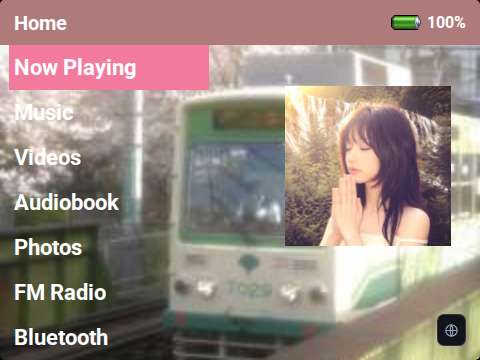 Home
100%
Now Playing
Music
Videos
Audiobook
Photos
FM Radio
Bluetooth